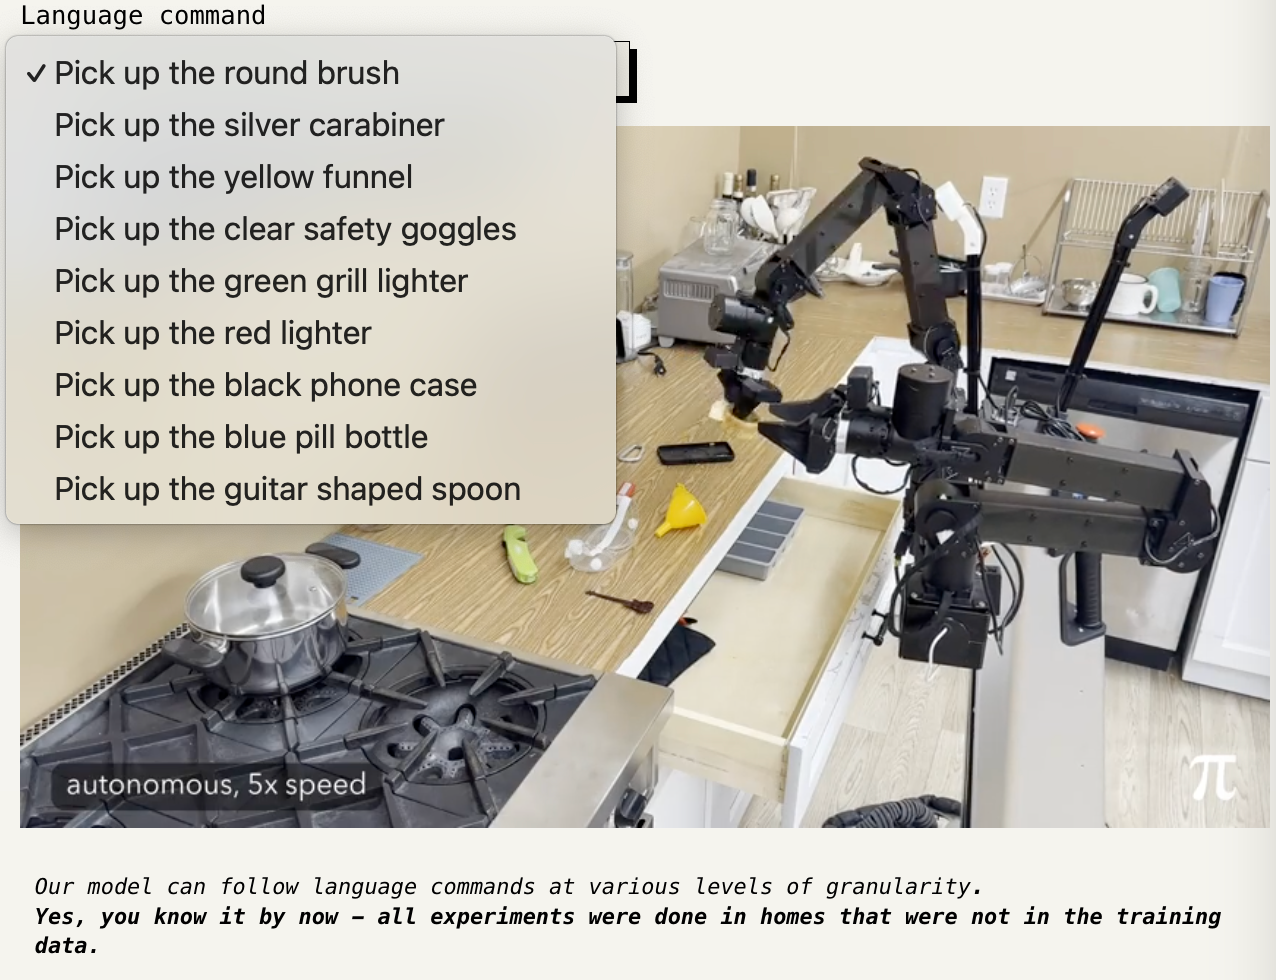 Language command
✓ Pick up the round brush
Pick up the silver carabiner
Pick up the yellow funnel
Pick up the clear safety goggles
Pick up the green grill lighter
Pick up the red lighter
Pick up the black phone case
Pick up the blue pill bottle
Pick up the guitar shaped spoon
autonomous, 5x speed
π
Our model can follow language commands at various levels of granularity.
Yes, you know it by now – all experiments were done in homes that were not in the training
data.